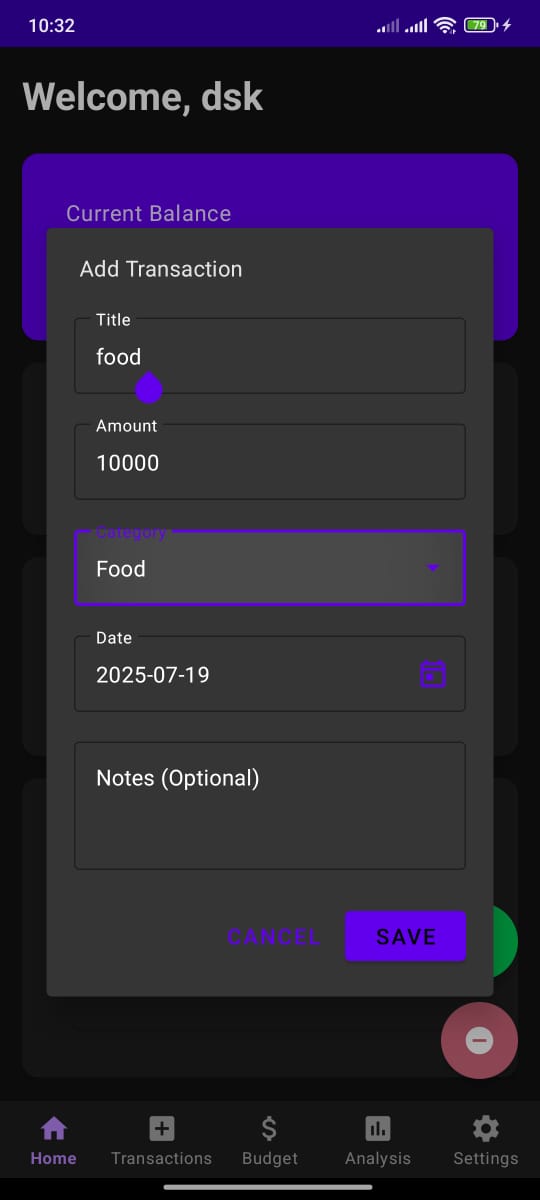 10:32
79
Welcome, dsk
Current Balance
Add Transaction
Title
food
Amount
10000
Category
Food
Date
2025-07-19
Notes (Optional)
CANCEL
SAVE
Home
Transactions
Budget
Analysis
Settings